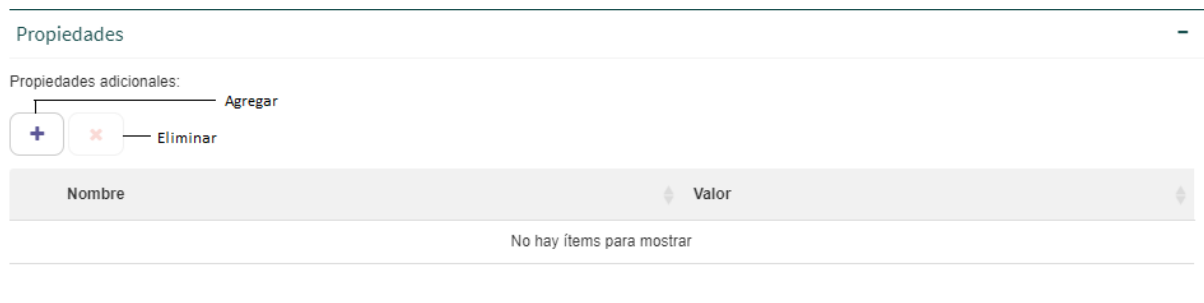 Propiedades
Propiedades adicionales:
Agregar
Eliminar
Nombre Valor
No hay ítems para mostrar